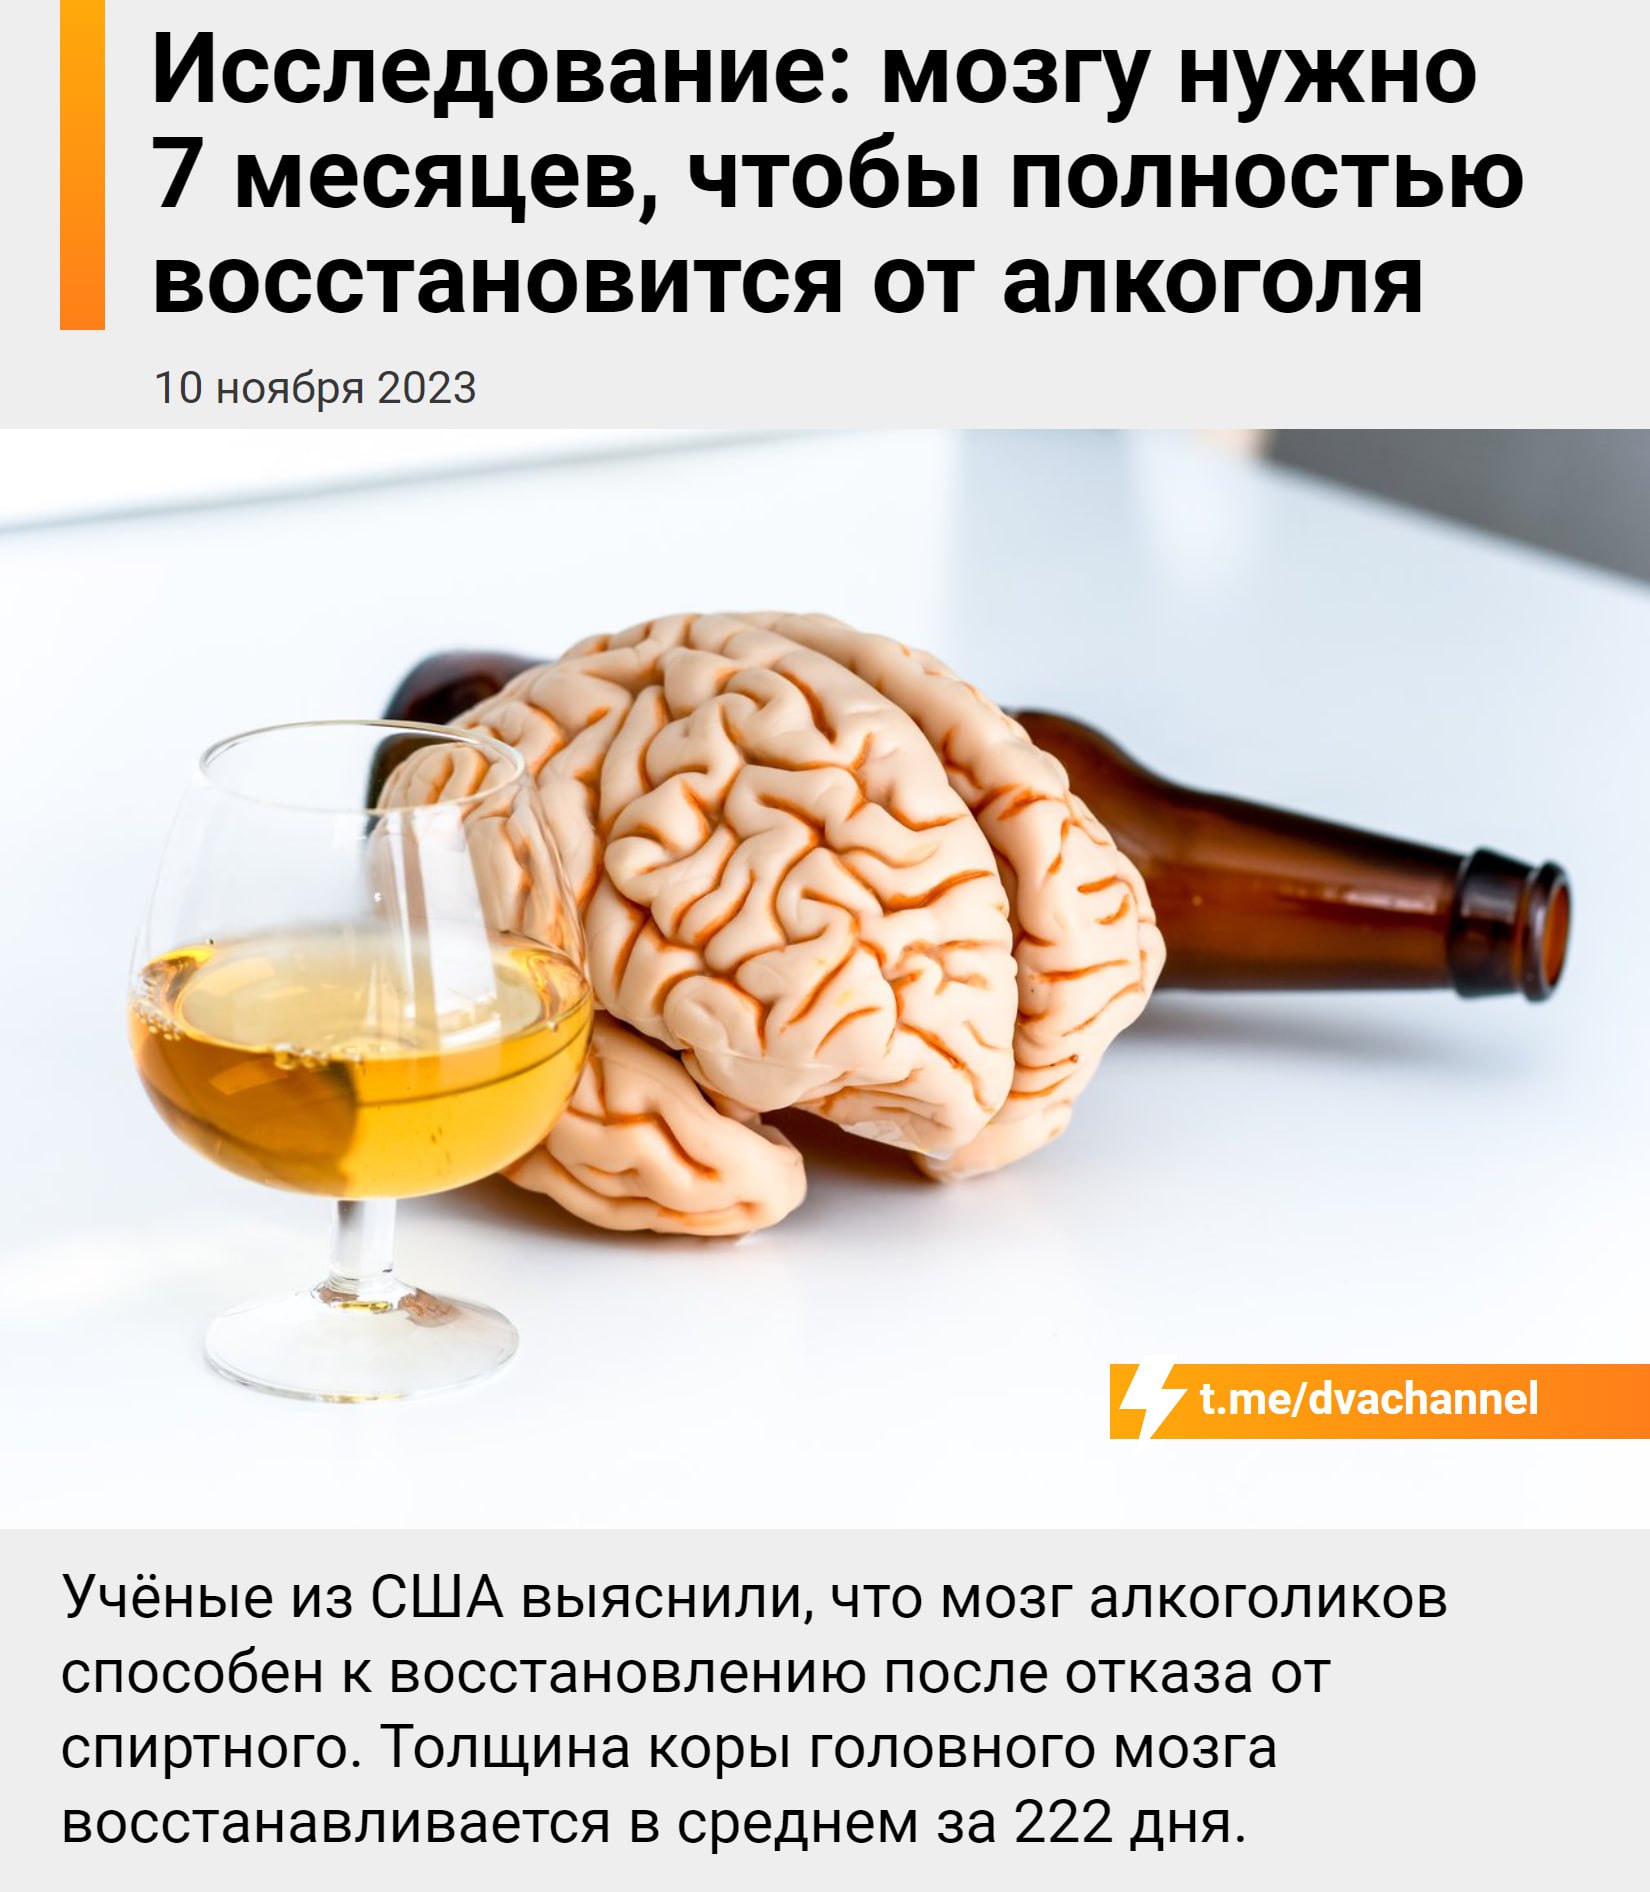 Исследование: мозгу нужно
7 месяцев, чтобы полностью
восстановится от алкоголя
10 ноября 2023
t.me/dvachannel
Учёные из США выяснили, что мозг алкоголиков
способен к восстановлению после отказа от
спиртного. Толщина коры головного мозга
восстанавливается в среднем за 222 дня.